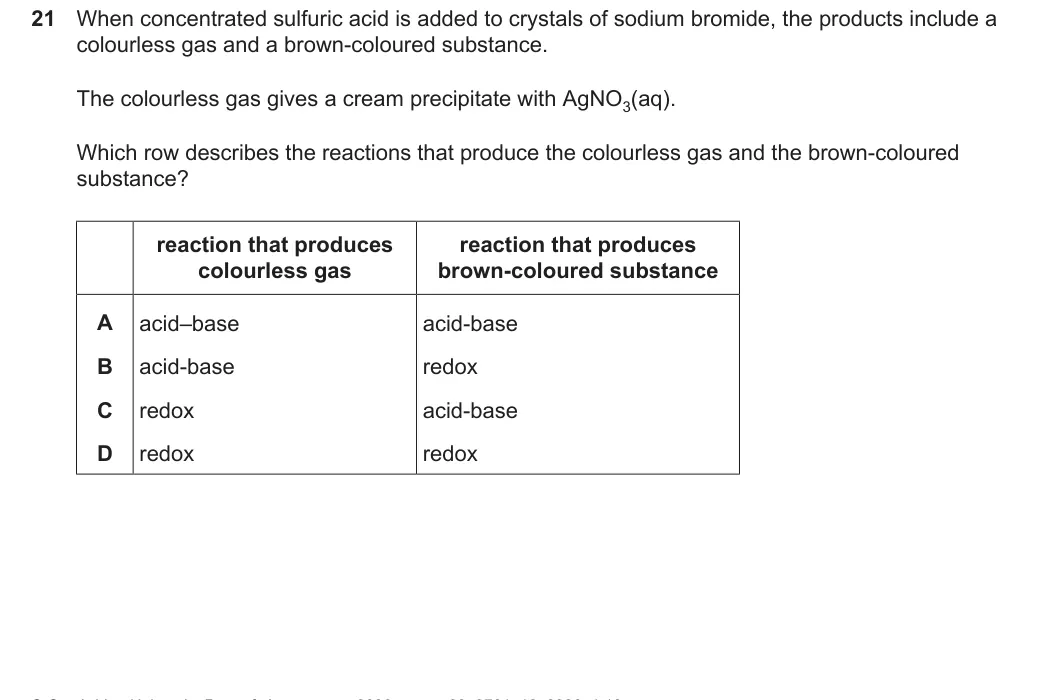 21 When concentrated sulfuric acid is added to crystals of sodium bromide, the products include a
colourless gas and a brown-coloured substance.
The colourless gas gives a cream precipitate with AgNO₃(aq).
Which row describes the reactions that produce the colourless gas and the brown-coloured
substance?
reaction that produces colourless gas | reaction that produces brown-coloured substance
A acid–base acid-base
B acid-base redox
C redox acid-base
D redox redox